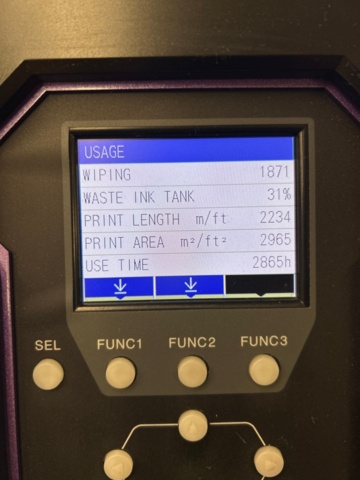 USAGE
WIPING 1871
WASTE INK TANK 31%
PRINT LENGTH m/ft 2234
PRINT AREA m²/ft² 2965
USE TIME 2865h
SEL FUNC1 FUNC2 FUNC3